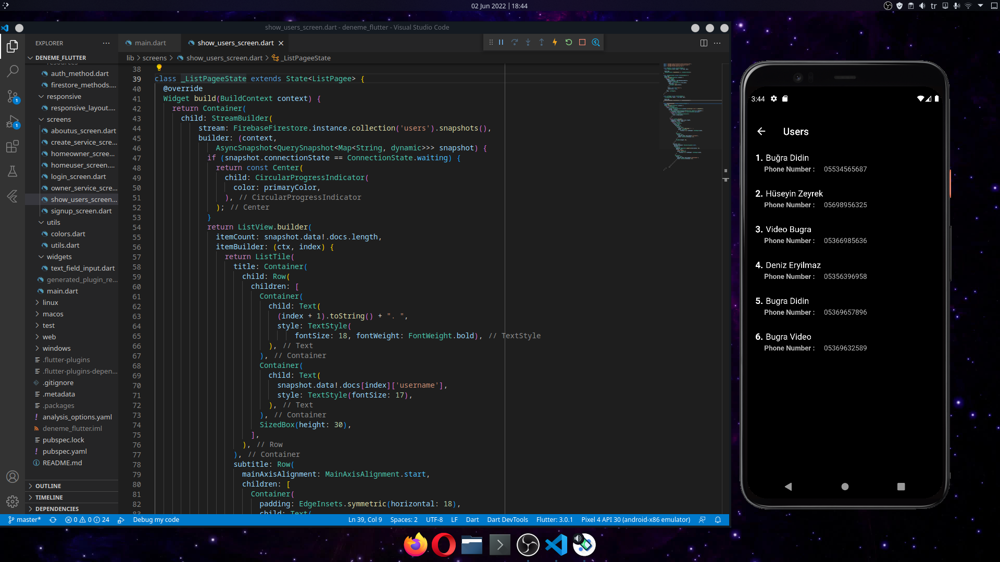 02 Jun 2022 | 18:44
tr
show_users_screen.dart - deneme_flutter - Visual Studio Code
EXPLORER
DENEME_FLUTTER
resources
auth_method.dart
firestore_methods....
responsive
responsive_layout....
screens
aboutus_screen.dart
create_service_scre...
homeowner_scree...
homeuser_screen....
login_screen.dart
owner_service_scre...
show_users_screen...
signup_screen.dart
utils
colors.dart
utils.dart
widgets
text_field_input.dart
generated_plugin_re...
main.dart
linux
macos
test
web
windows
.flutter-plugins
.flutter-plugins-depen...
.gitignore
.metadata
.packages
! analysis_options.yaml
deneme_flutter.iml
pubspec.lock
! pubspec.yaml
README.md
OUTLINE
TIMELINE
DEPENDENCIES
1
1
main.dart
show_users_screen.dart
lib > screens > show_users_screen.dart > _ListPageeState
38
39 class _ListPageeState extends State<ListPagee> {
40 @override
41 Widget build(BuildContext context) {
42 return Container(
43 child: StreamBuilder(
44 stream: FirebaseFirestore.instance.collection('users').snapshots(),
45 builder: (context,
46 AsyncSnapshot<QuerySnapshot<Map<String, dynamic>>> snapshot) {
47 if (snapshot.connectionState == ConnectionState.waiting) {
48 return const Center(
49 child: CircularProgressIndicator(
50 color: primaryColor,
51 ), // CircularProgressIndicator
52 ); // Center
53 }
54 return ListView.builder(
55 itemCount: snapshot.data!.docs.length,
56 itemBuilder: (ctx, index) {
57 return ListTile(
58 title: Container(
59 child: Row(
60 children: [
61 Container(
62 child: Text(
63 (index + 1).toString() + ". ",
64 style: TextStyle(
65 fontSize: 18, fontWeight: FontWeight.bold), // TextStyle
66 ), // Text
67 ), // Container
68 Container(
69 child: Text(
70 snapshot.data!.docs[index]['username'],
71 style: TextStyle(fontSize: 17),
72 ), // Text
73 ), // Container
74 SizedBox(height: 30),
75 ],
76 ), // Row
77 ), // Container
78 subtitle: Row(
79 mainAxisAlignment: MainAxisAlignment.start,
80 children: [
81 Container(
82 padding: EdgeInsets.symmetric(horizontal: 18),
83 child: Text(
master* 0 0 24 Debug my code Ln 39, Col 9 Spaces: 2 UTF-8 LF Dart Dart DevTools Flutter: 3.0.1 Pixel 4 API 30 (android-x86 emulator)
3:44
Users
1. Buğra Didin
Phone Number : 05534565687
2. Hüseyin Zeyrek
Phone Number : 05698956325
3. Video Bugra
Phone Number : 05366985636
4. Deniz Eryilmaz
Phone Number : 05356396958
5. Bugra Didin
Phone Number : 05369657896
6. Bugra Video
Phone Number : 05369632589